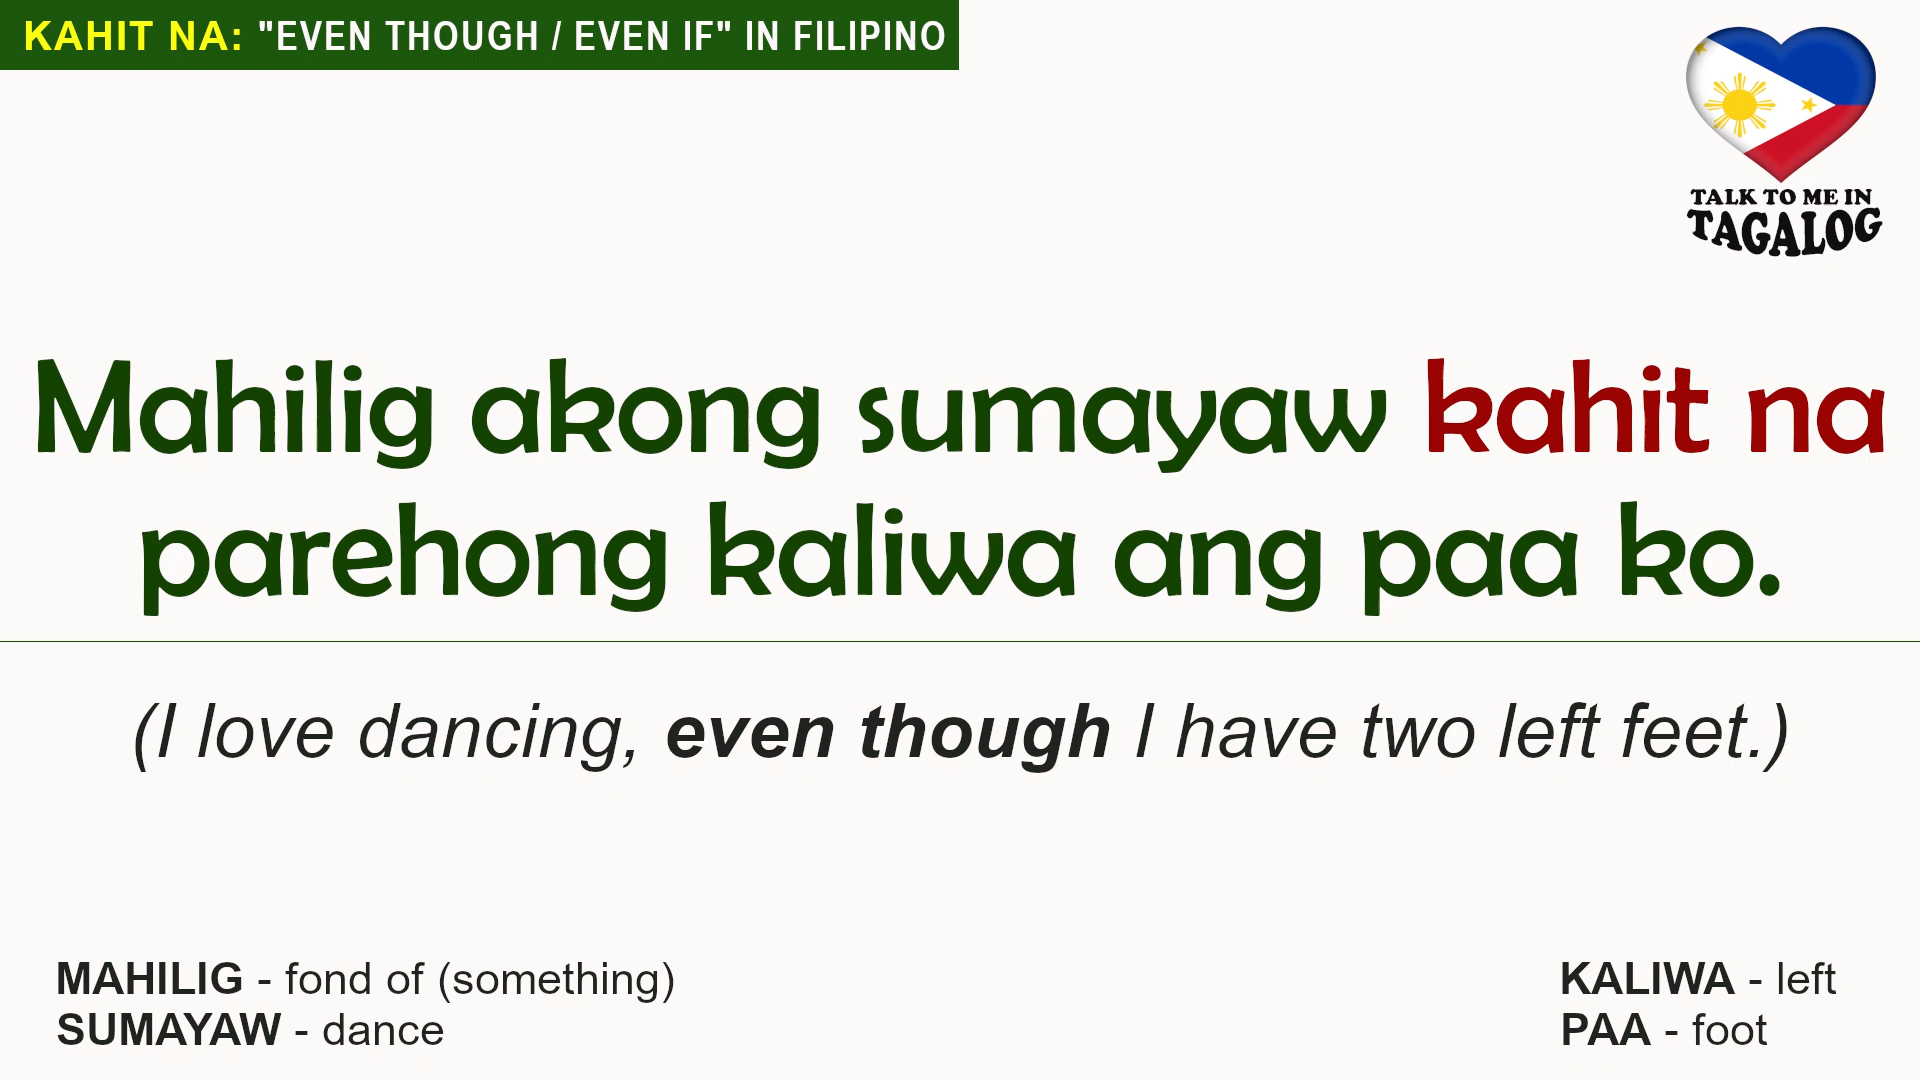 KAHIT NA: "EVEN THOUGH / EVEN IF" IN FILIPINO
TALK TO ME IN
TAGALOG
Mahilig akong sumayaw kahit na
parehong kaliwa ang paa ko.
(I love dancing, even though I have two left feet.)
MAHILIG - fond of (something)
SUMAYAW - dance
KALIWA - left
PAA - foot